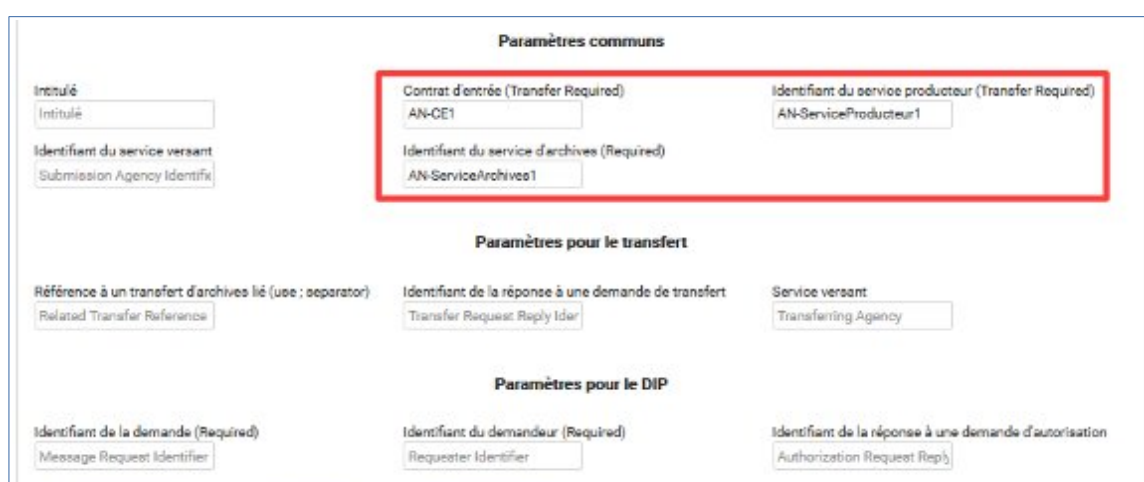 Paramètres communs
Intitulé
Contrat d'entrée (Transfer Required)
Identifiant du service producteur (Transfer Required)
Intitulé
AN-CE1
AN-ServiceProducteur1
Identifiant du service versant
Identifiant du service d'archives (Required)
Submission Agency Identifi
AN-ServiceArchives1
Paramètres pour le transfert
Référence à un transfert d'archives lié (use ; separator)
Identifiant de la réponse à une demande de transfert
Service versant
Related Transfer Reference
Transfer Request Reply Ider
Transferring Agency
Paramètres pour le DIP
Identifiant de la demande (Required)
Identifiant du demandeur (Required)
Identifiant de la réponse à une demande d'autorisation
Message Request Identifier
Requester Identifier
Authorization Request Reply